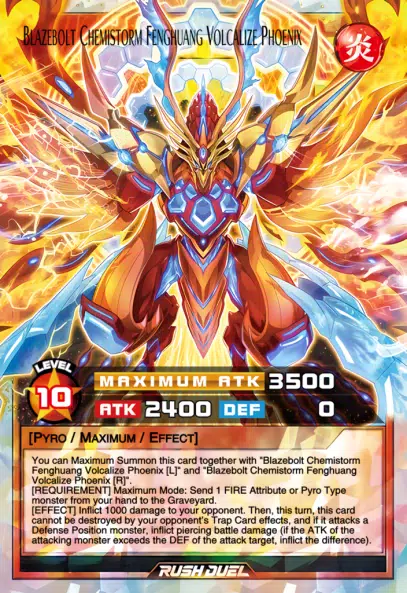 Blazebolt Chemistorm Fenghuang Volcalize Phoenix
炎
LEVEL
10
MAXIMUM ATK 3500
ATK 2400 DEF 0
[Pyro / Maximum / Effect]
You can Maximum Summon this card together with "Blazebolt Chemistorm
Fenghuang Volcalize Phoenix [L]" and "Blazebolt Chemistorm Fenghuang
Volcalize Phoenix [R]".
[REQUIREMENT] Maximum Mode: Send 1 FIRE Attribute or Pyro Type
monster from your hand to the Graveyard.
[EFFECT] Inflict 1000 damage to your opponent. Then, this turn, this card
cannot be destroyed by your opponent's Trap Card effects, and if it attacks a
Defense Position monster, inflict piercing battle damage (if the ATK of the
attacking monster exceeds the DEF of the attack target, inflict the difference).
RUSH DUEL